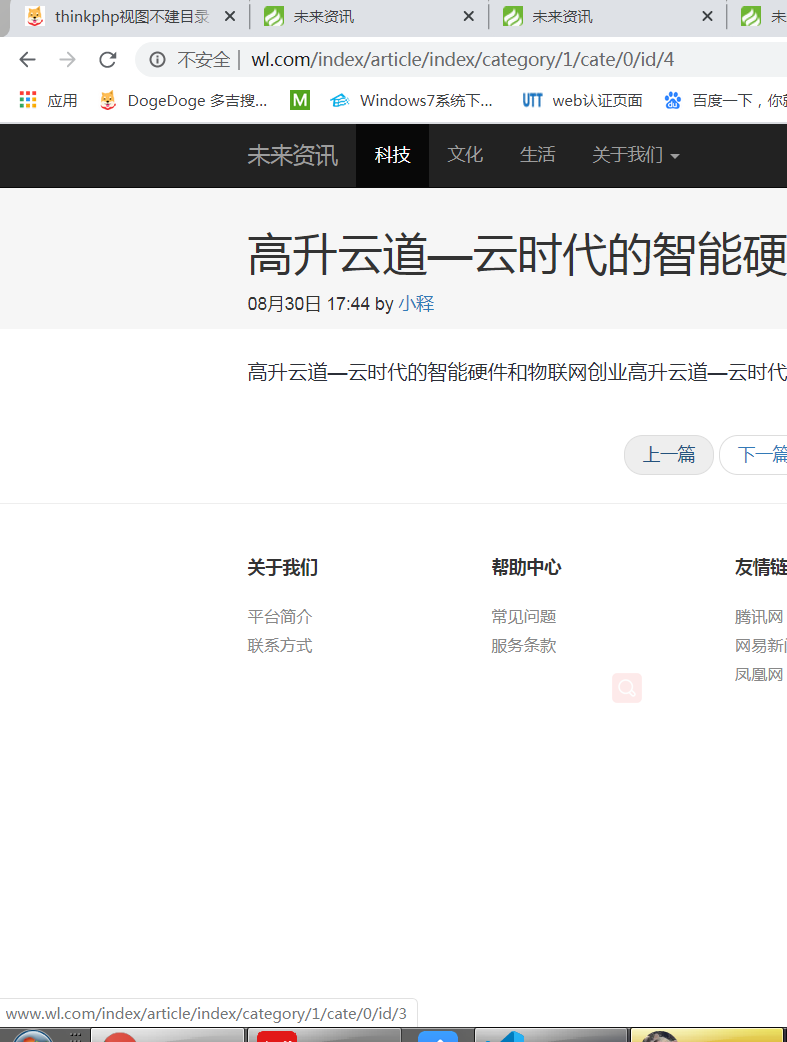 thinkphp视图不建目录
未来资讯
未来资讯
未
不安全 | wl.com/index/article/index/category/1/cate/0/id/4
应用
DogeDoge 多吉搜...
M
Windows7系统下...
UTT web认证页面
百度一下，你
未来资讯 科技 文化 生活 关于我们
高升云道—云时代的智能硬
08月30日 17:44 by 小释
高升云道—云时代的智能硬件和物联网创业高升云道—云时代
上一篇 下一篇
关于我们 帮助中心 友情链
平台简介 常见问题 腾讯网
联系方式 服务条款 网易新
凤凰网
www.wl.com/index/article/index/category/1/cate/0/id/3